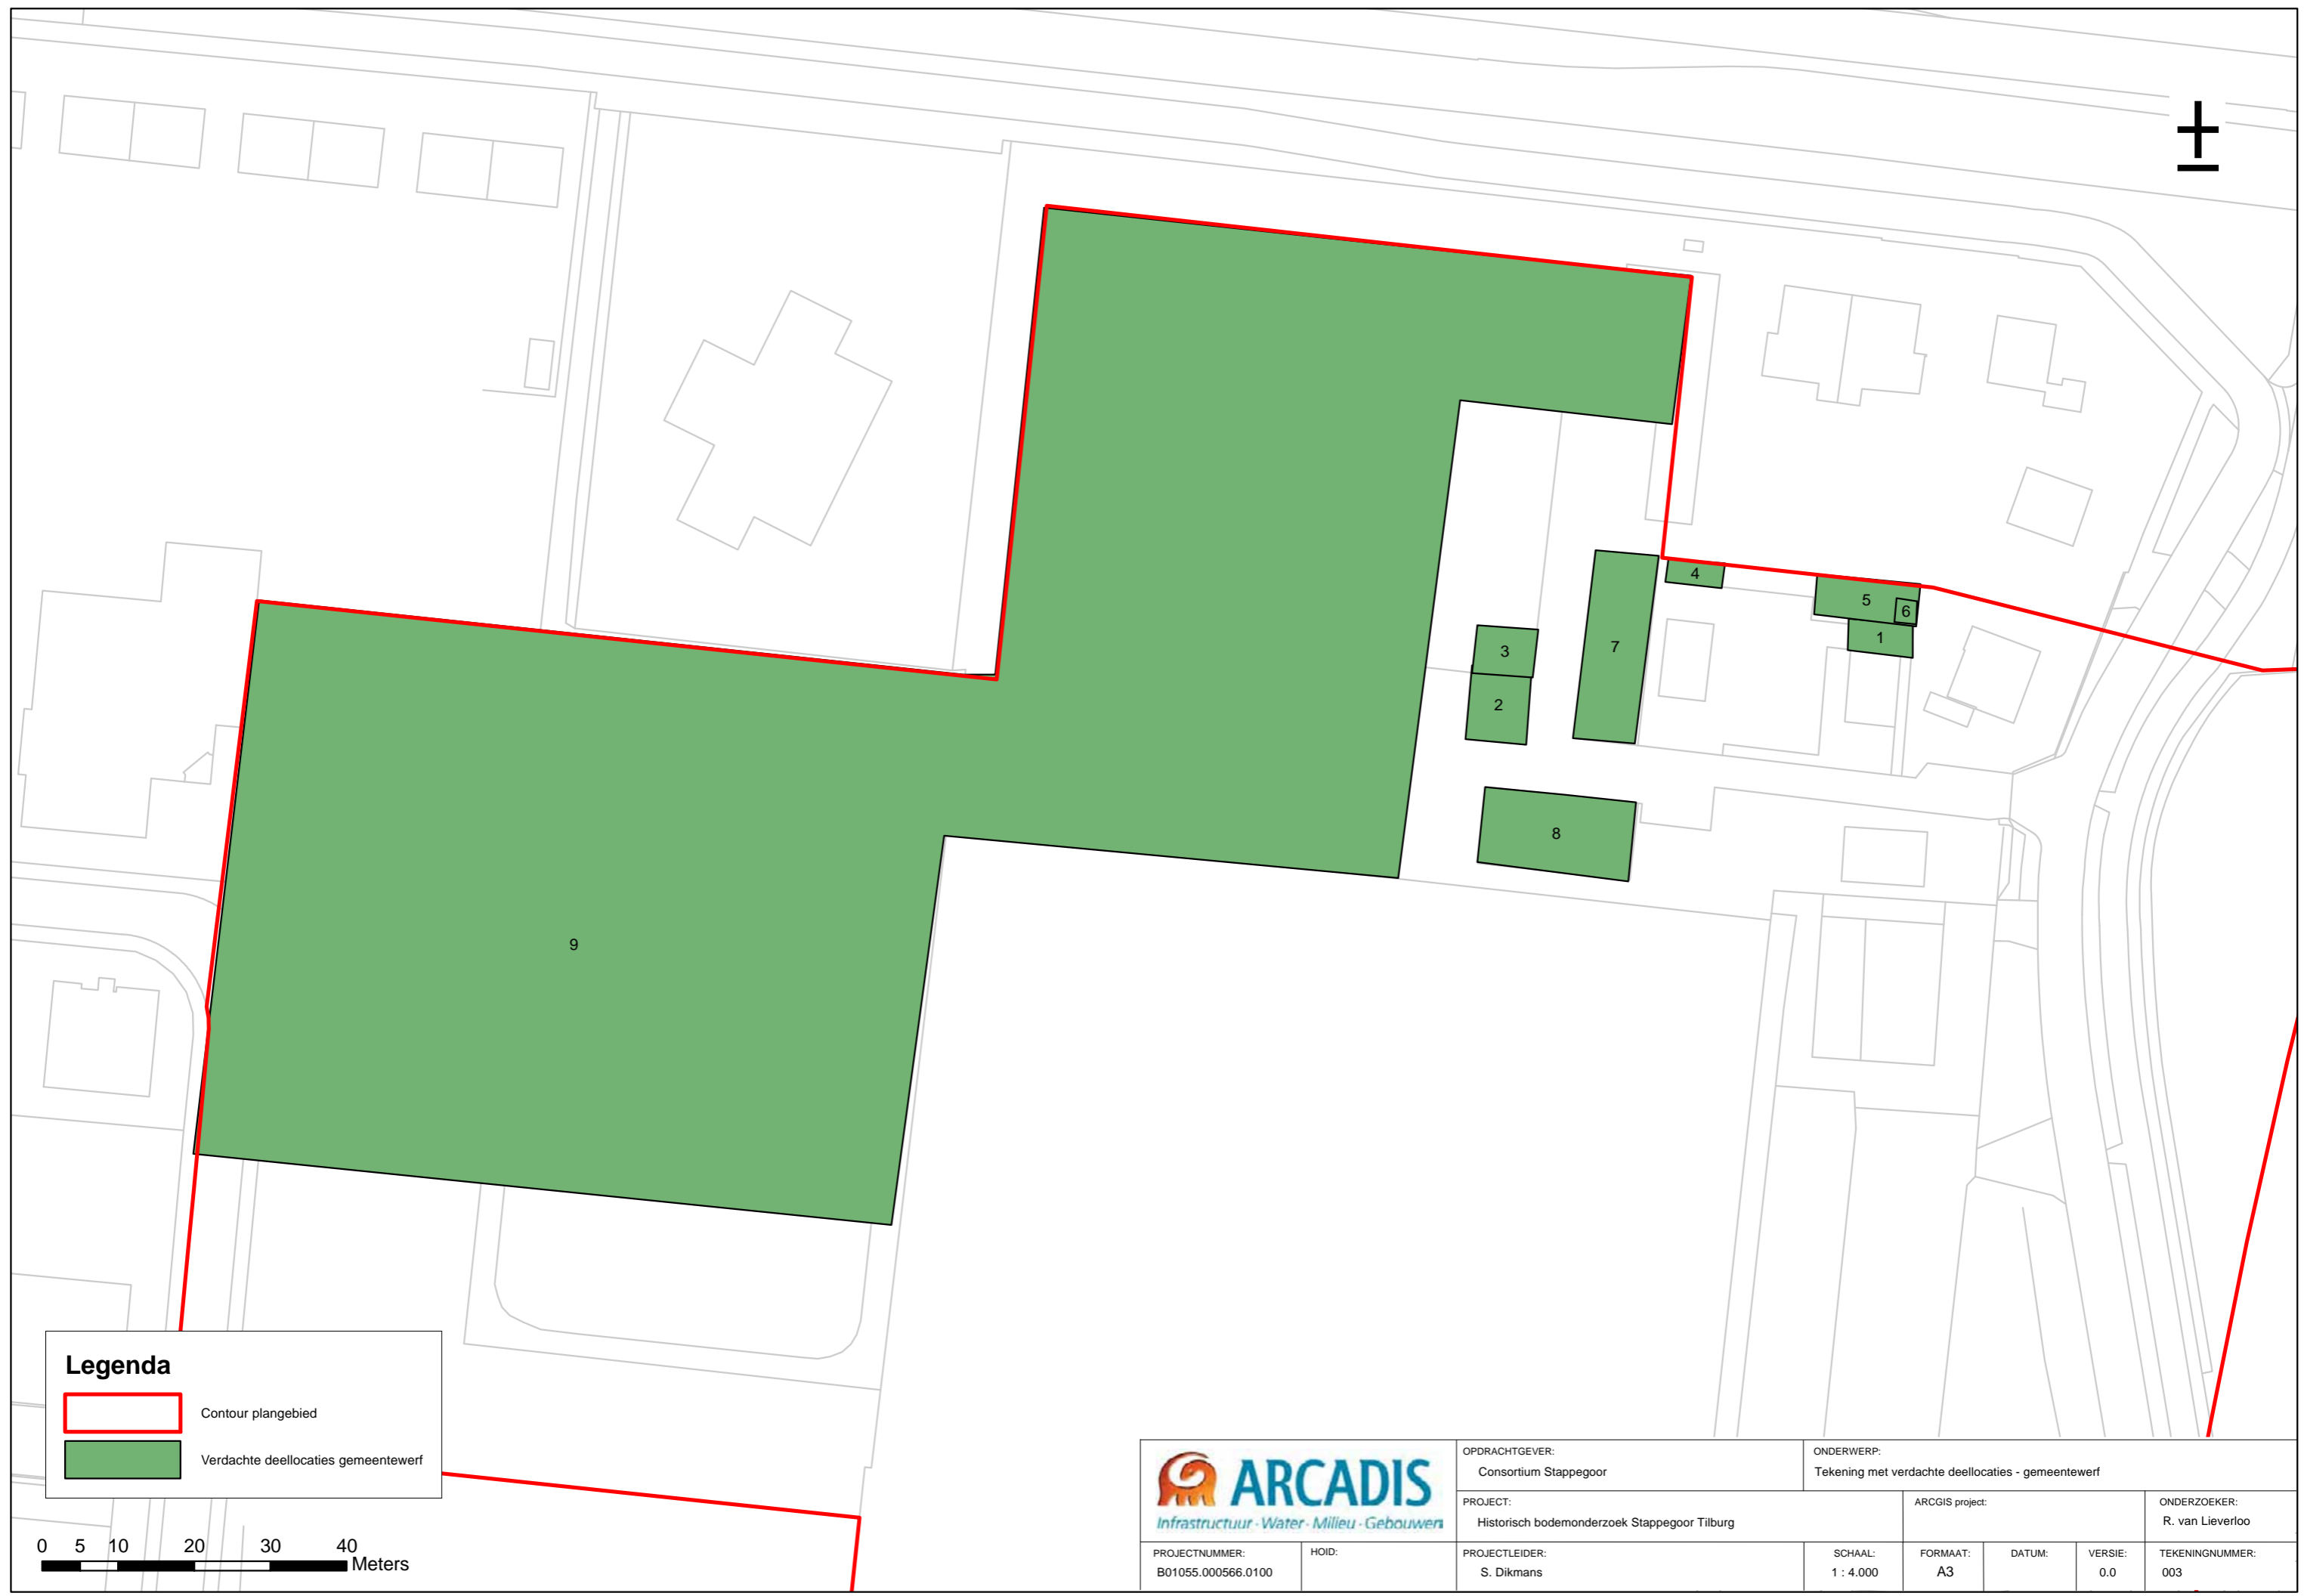 ±
4
5
6
1
3
7
2
8
9
Legenda
Contour plangebied
Verdachte deellocaties gemeentewerf
0 5 10 20 30 40
Meters
ARCADIS
Infrastructuur · Water · Milieu · Gebouwen
OPDRACHTGEVER:
Consortium Stappegoor
ONDERWERP:
Tekening met verdachte deellocaties - gemeentewerf
PROJECT:
Historisch bodemonderzoek Stappegoor Tilburg
ARCGIS project:
ONDERZOEKER:
R. van Lieverloo
PROJECTNUMMER:
B01055.000566.0100
HOID:
PROJECTLEIDER:
S. Dikmans
SCHAAL:
1 : 4.000
FORMAAT:
A3
DATUM:
VERSIE:
0.0
TEKENINGNUMMER:
003